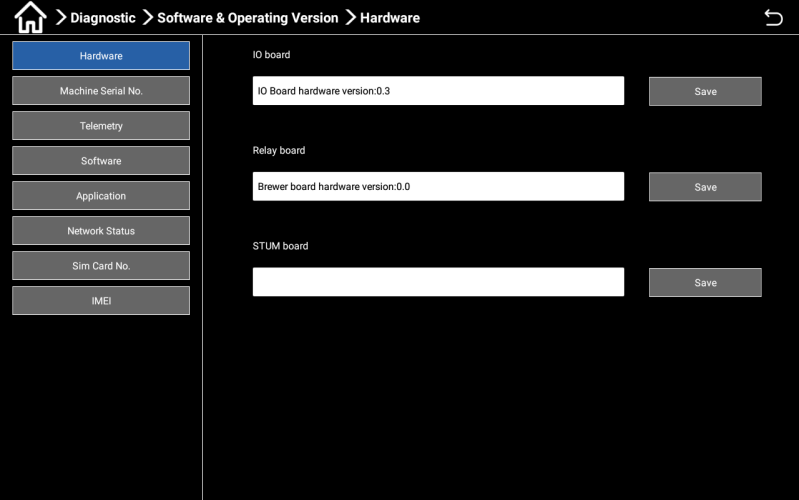 Diagnostic Software & Operating Version Hardware
Hardware
Machine Serial No.
Telemetry
Software
Application
Network Status
Sim Card No.
IMEI
IO board
IO Board hardware version:0.3
Save
Relay board
Brewer board hardware version:0.0
Save
STUM board
Save